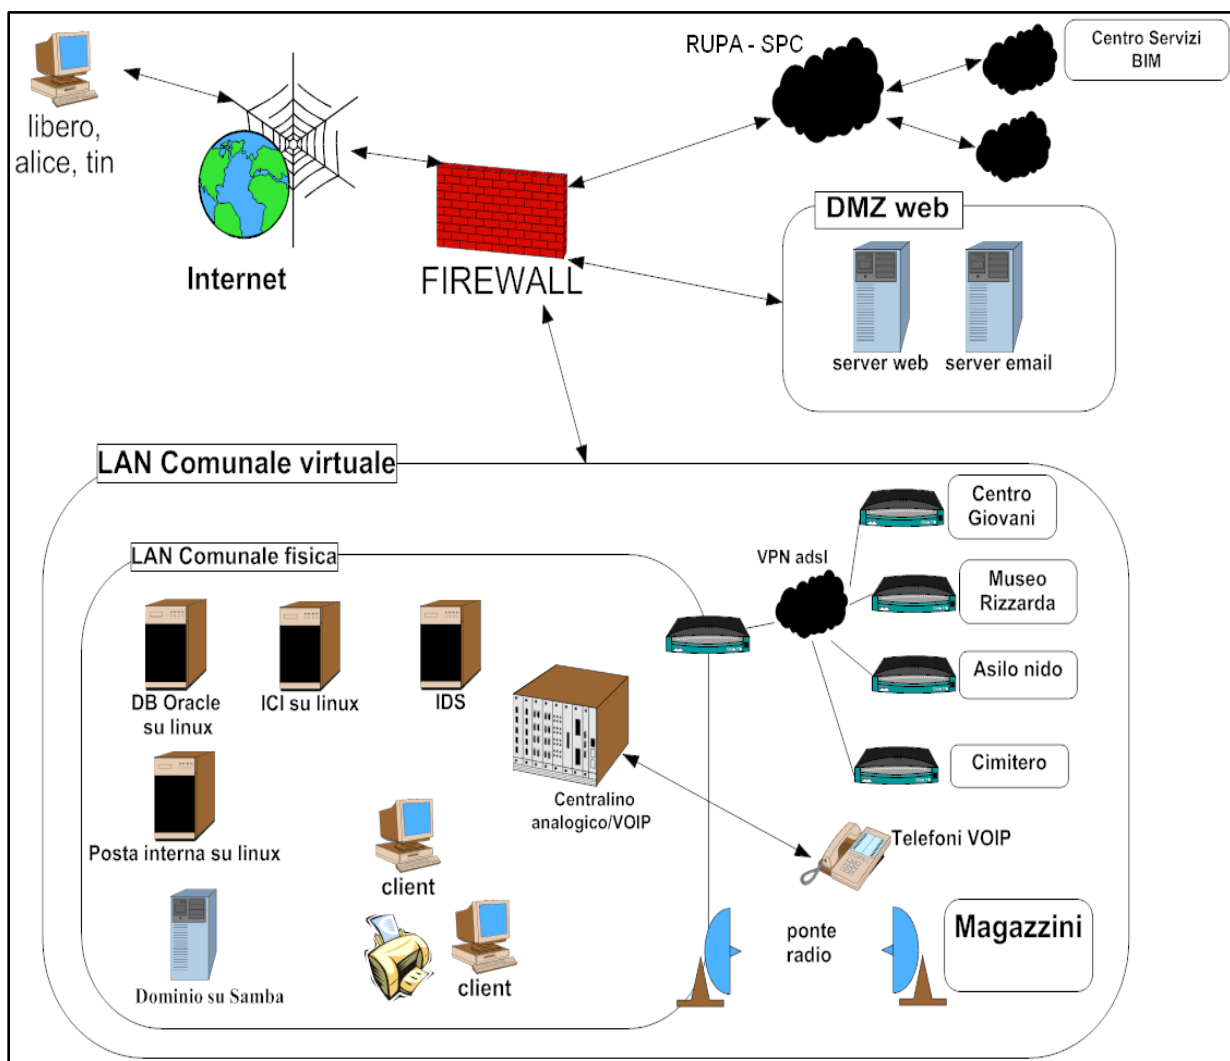 RUPA - SPC
Centro Servizi
BIM
libero,
alice, tin
Internet
FIREWALL
DMZ web
server web
server email
LAN Comunale virtuale
LAN Comunale fisica
VPN adsl
Centro
Giovani
Museo
Rizzarda
Asilo nido
Cimitero
DB Oracle
su linux
ICI su linux
IDS
Centralino
analogico/VOIP
Posta interna su linux
client
Telefoni VOIP
Dominio su Samba
client
ponte
radio
Magazzini